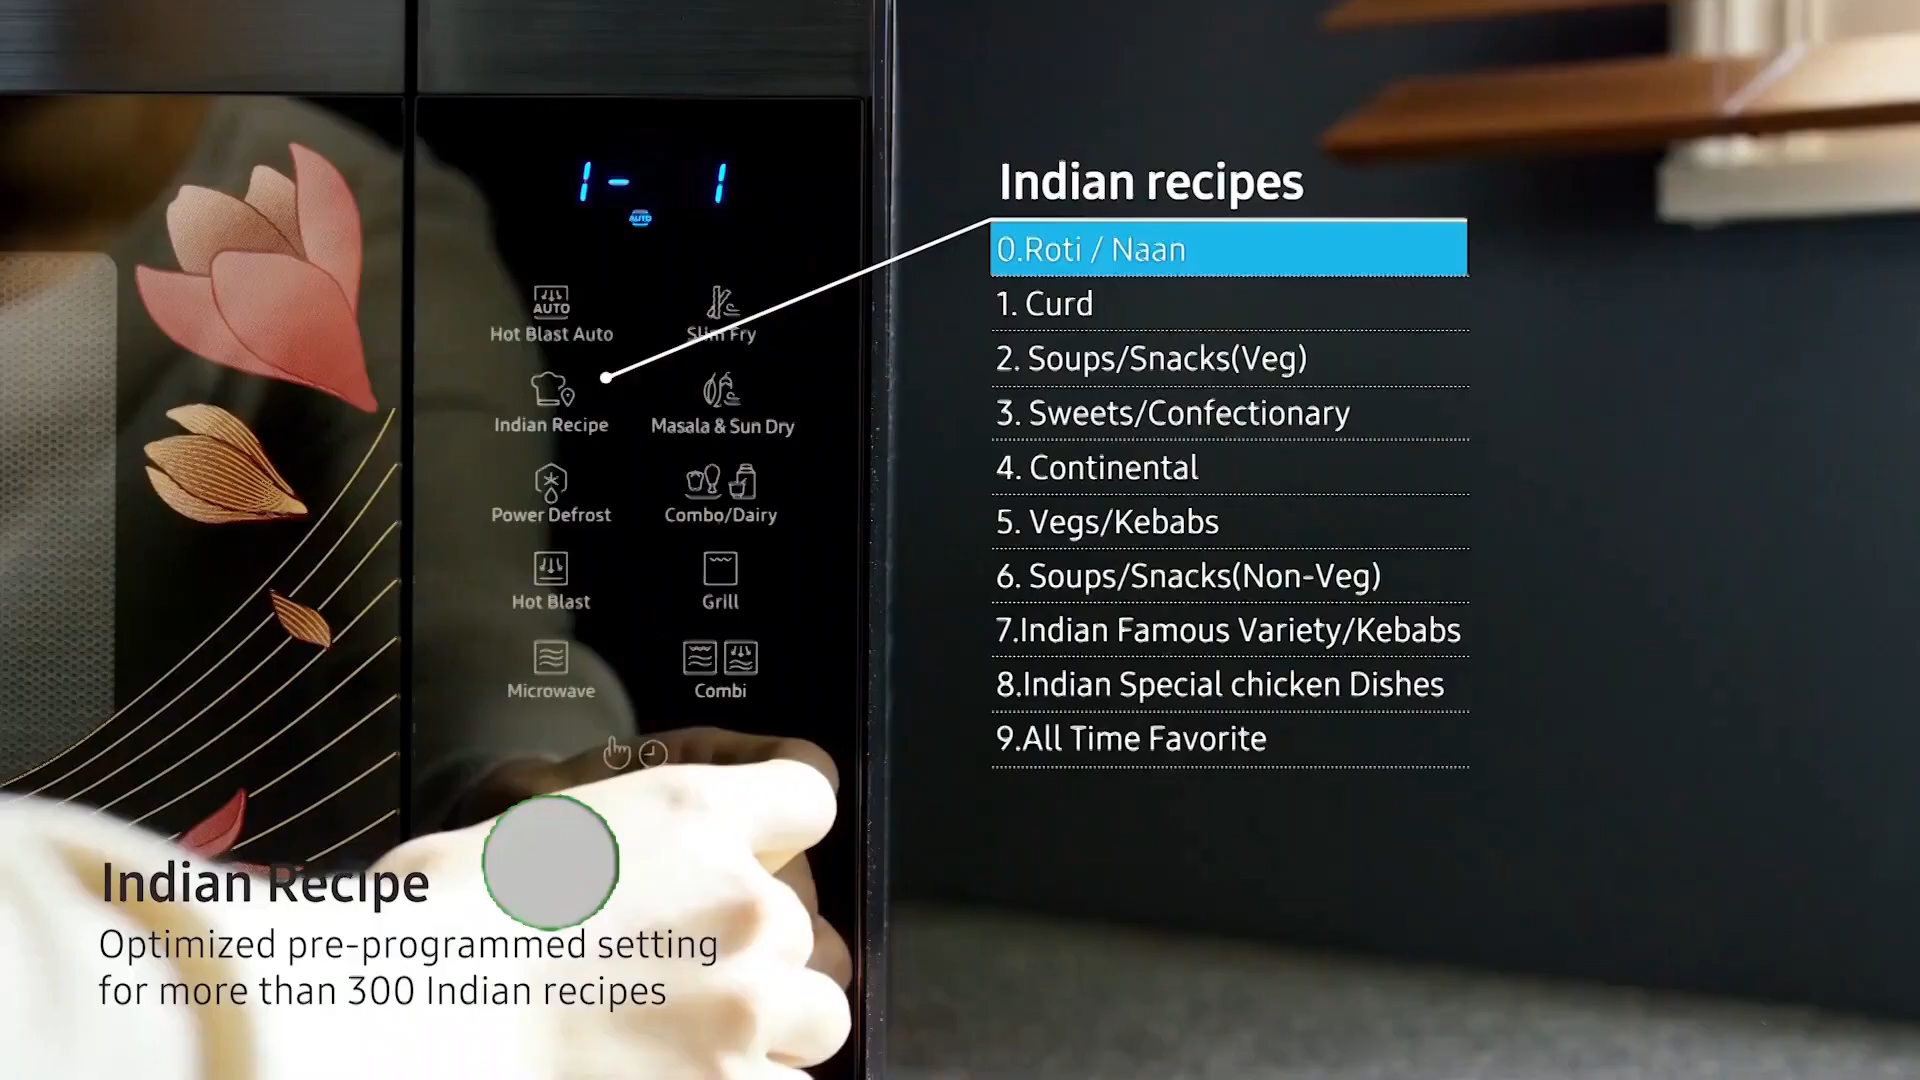 1- 1
AUTO
AUTO
Hot Blast Auto
Slim Fry
Indian Recipe
Masala & Sun Dry
Power Defrost
Combo/Dairy
Hot Blast
Grill
Microwave
Combi
Indian recipes
0.Roti / Naan
1. Curd
2. Soups/Snacks(Veg)
3. Sweets/Confectionary
4. Continental
5. Vegs/Kebabs
6. Soups/Snacks(Non-Veg)
7.Indian Famous Variety/Kebabs
8.Indian Special chicken Dishes
9.All Time Favorite
Indian Recipe
Optimized pre-programmed setting
for more than 300 Indian recipes